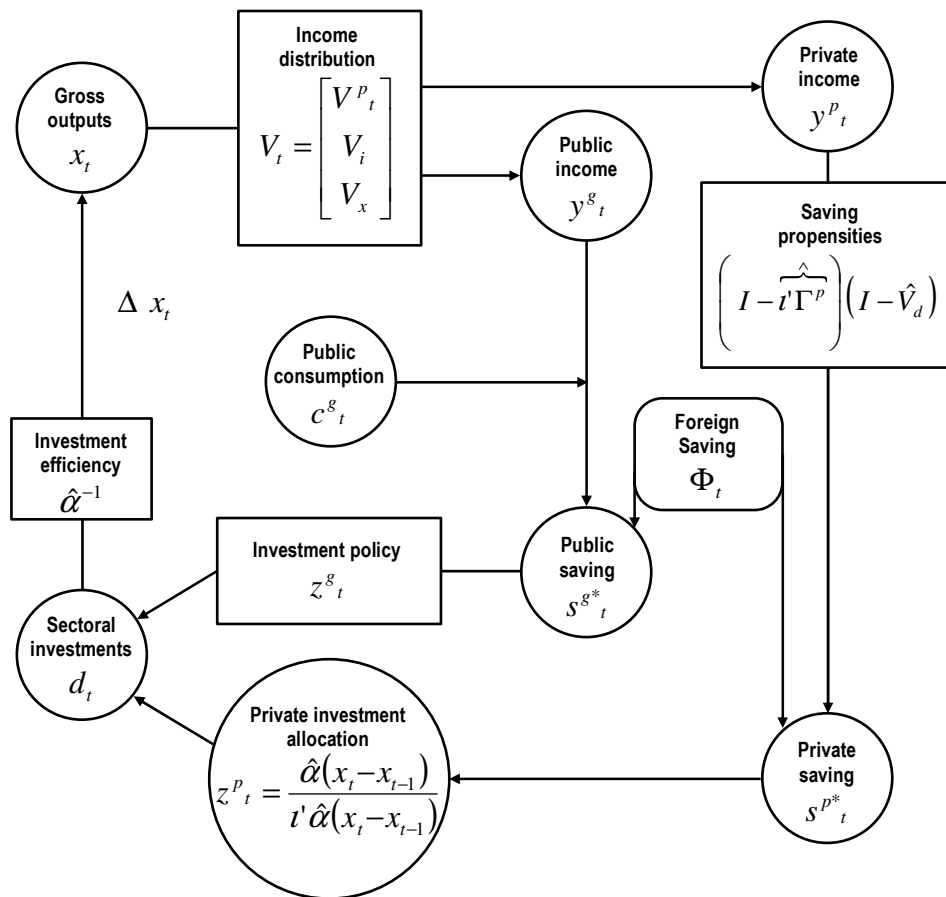 Gross
outputs
x_t
Income
distribution
V_t = [V^p_t
V_i
V_x]
Private
income
y^p_t
Public
income
y^g_t
Saving
propensities
(I − \hat{ι'Γ^p})(I − \hat{V}_d)
Δ x_t
Public
consumption
c^g_t
Foreign
Saving
Φ_t
Investment
efficiency
\hat{α}^{-1}
Investment policy
z^g_t
Public
saving
s^{g*}_t
Sectoral
investments
d_t
Private investment
allocation
z^p_t = \frac{\hat{α}(x_t − x_{t−1})}{ι'\hat{α}(x_t − x_{t−1})}
Private
saving
s^{p*}_t